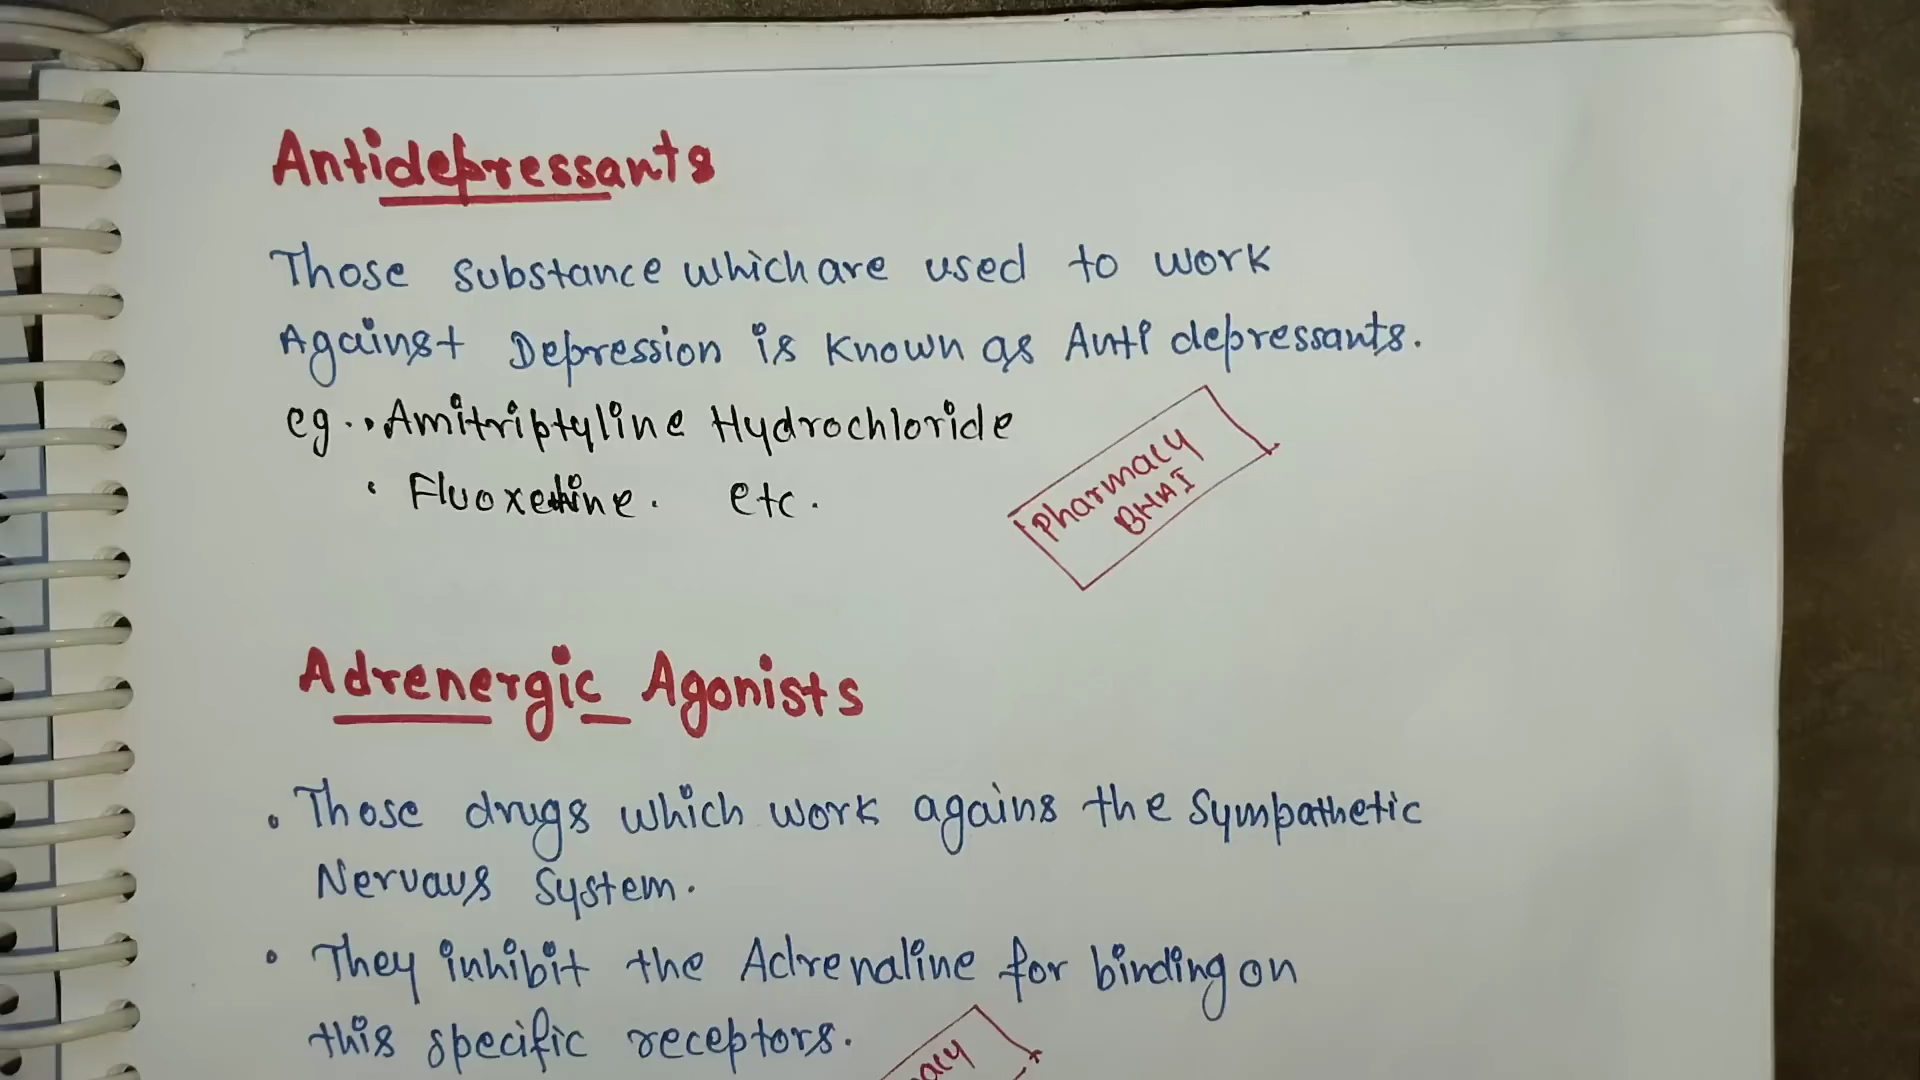 Antidepressants
Those substance which are used to work
Against Depression is known as Anti depressants.
eg. • Amitriptyline Hydrochloride
• Fluoxetine. etc.
Pharmacy
BHAI
Adrenergic Agonists
• Those drugs which work agains the Sympathetic
Nervaus System.
• They inhibit the Adrenaline for binding on
this specific receptors.
acy